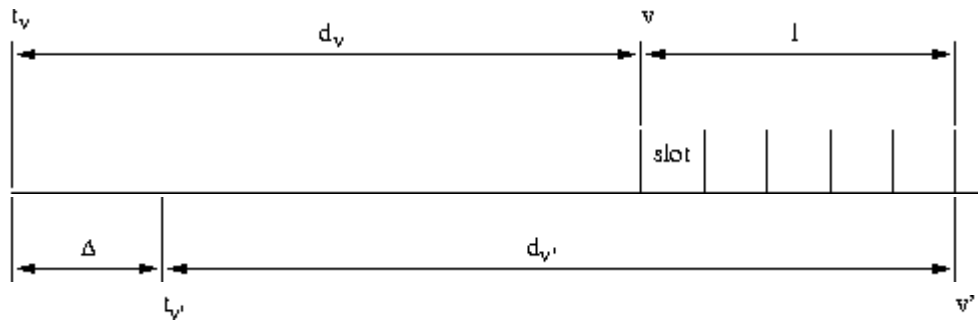 t_v v
d_v l
slot
Δ d_v'
t_v' v'